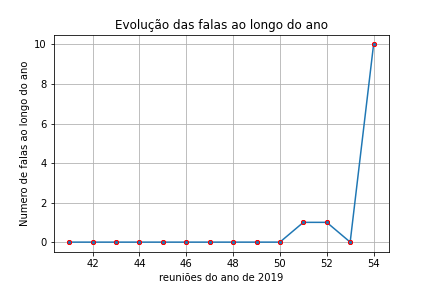 Evolução das falas ao longo do ano
Numero de falas ao longo do ano
10
8
6
4
2
0
42 44 46 48 50 52 54
reuniões do ano de 2019